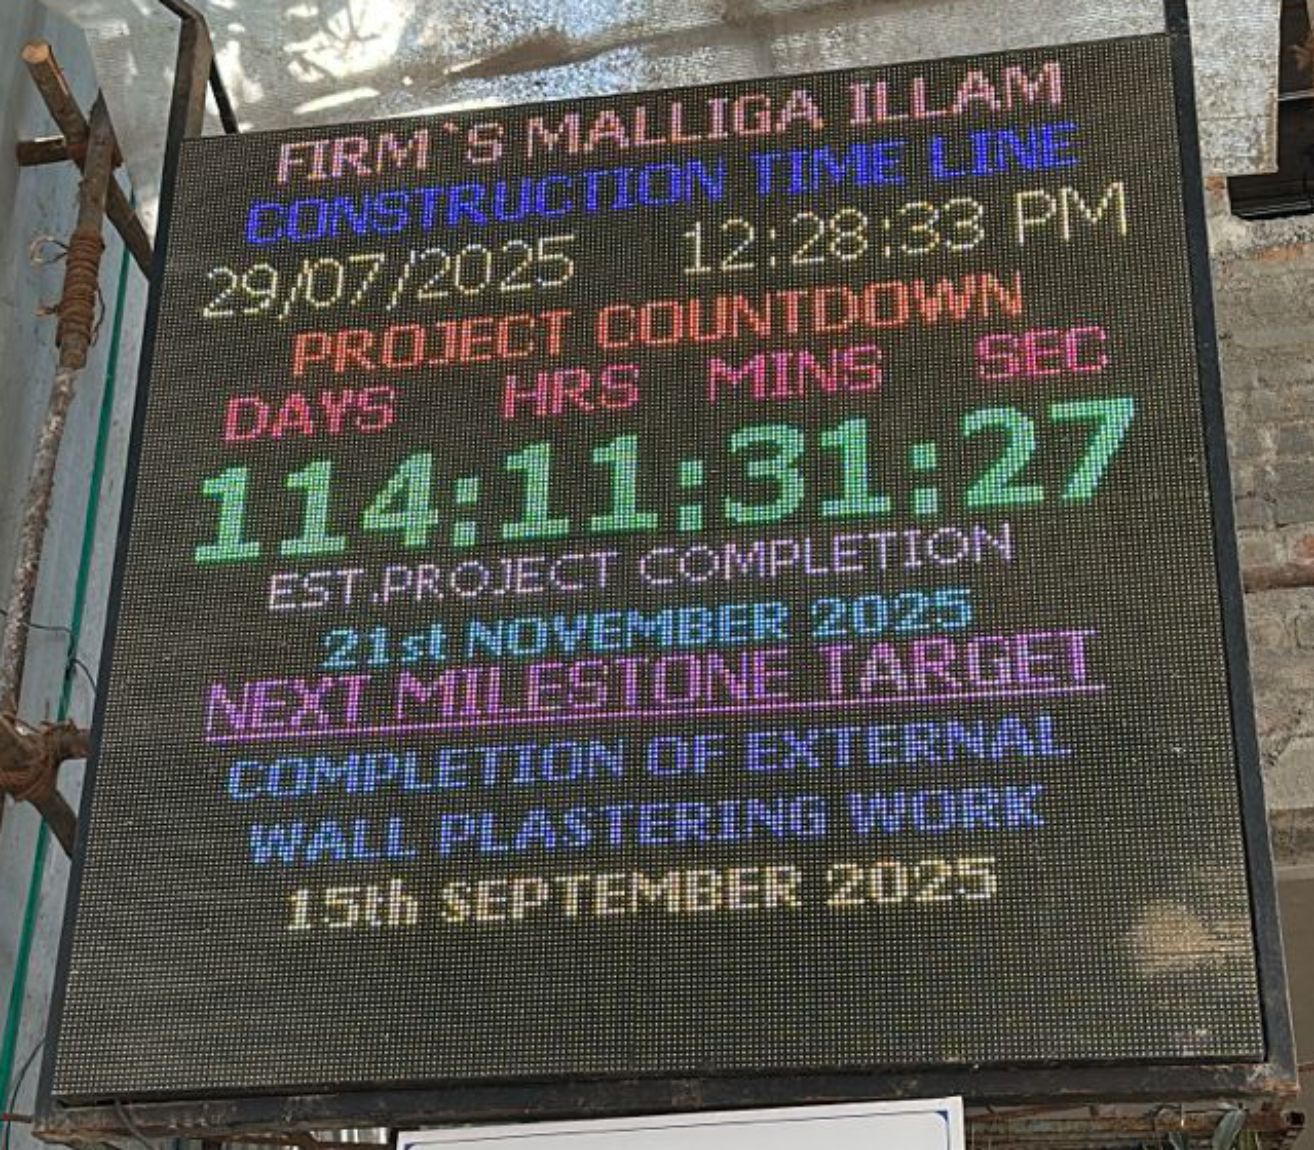 FIRM`S MALLIGA ILLAM
CONSTRUCTION TIME LINE
29/07/2025 12:28:33 PM
PROJECT COUNTDOWN
DAYS HRS MINS SEC
114:11:31:27
EST.PROJECT COMPLETION
21st NOVEMBER 2025
NEXT MILESTONE TARGET
COMPLETION OF EXTERNAL
WALL PLASTERING WORK
15th SEPTEMBER 2025